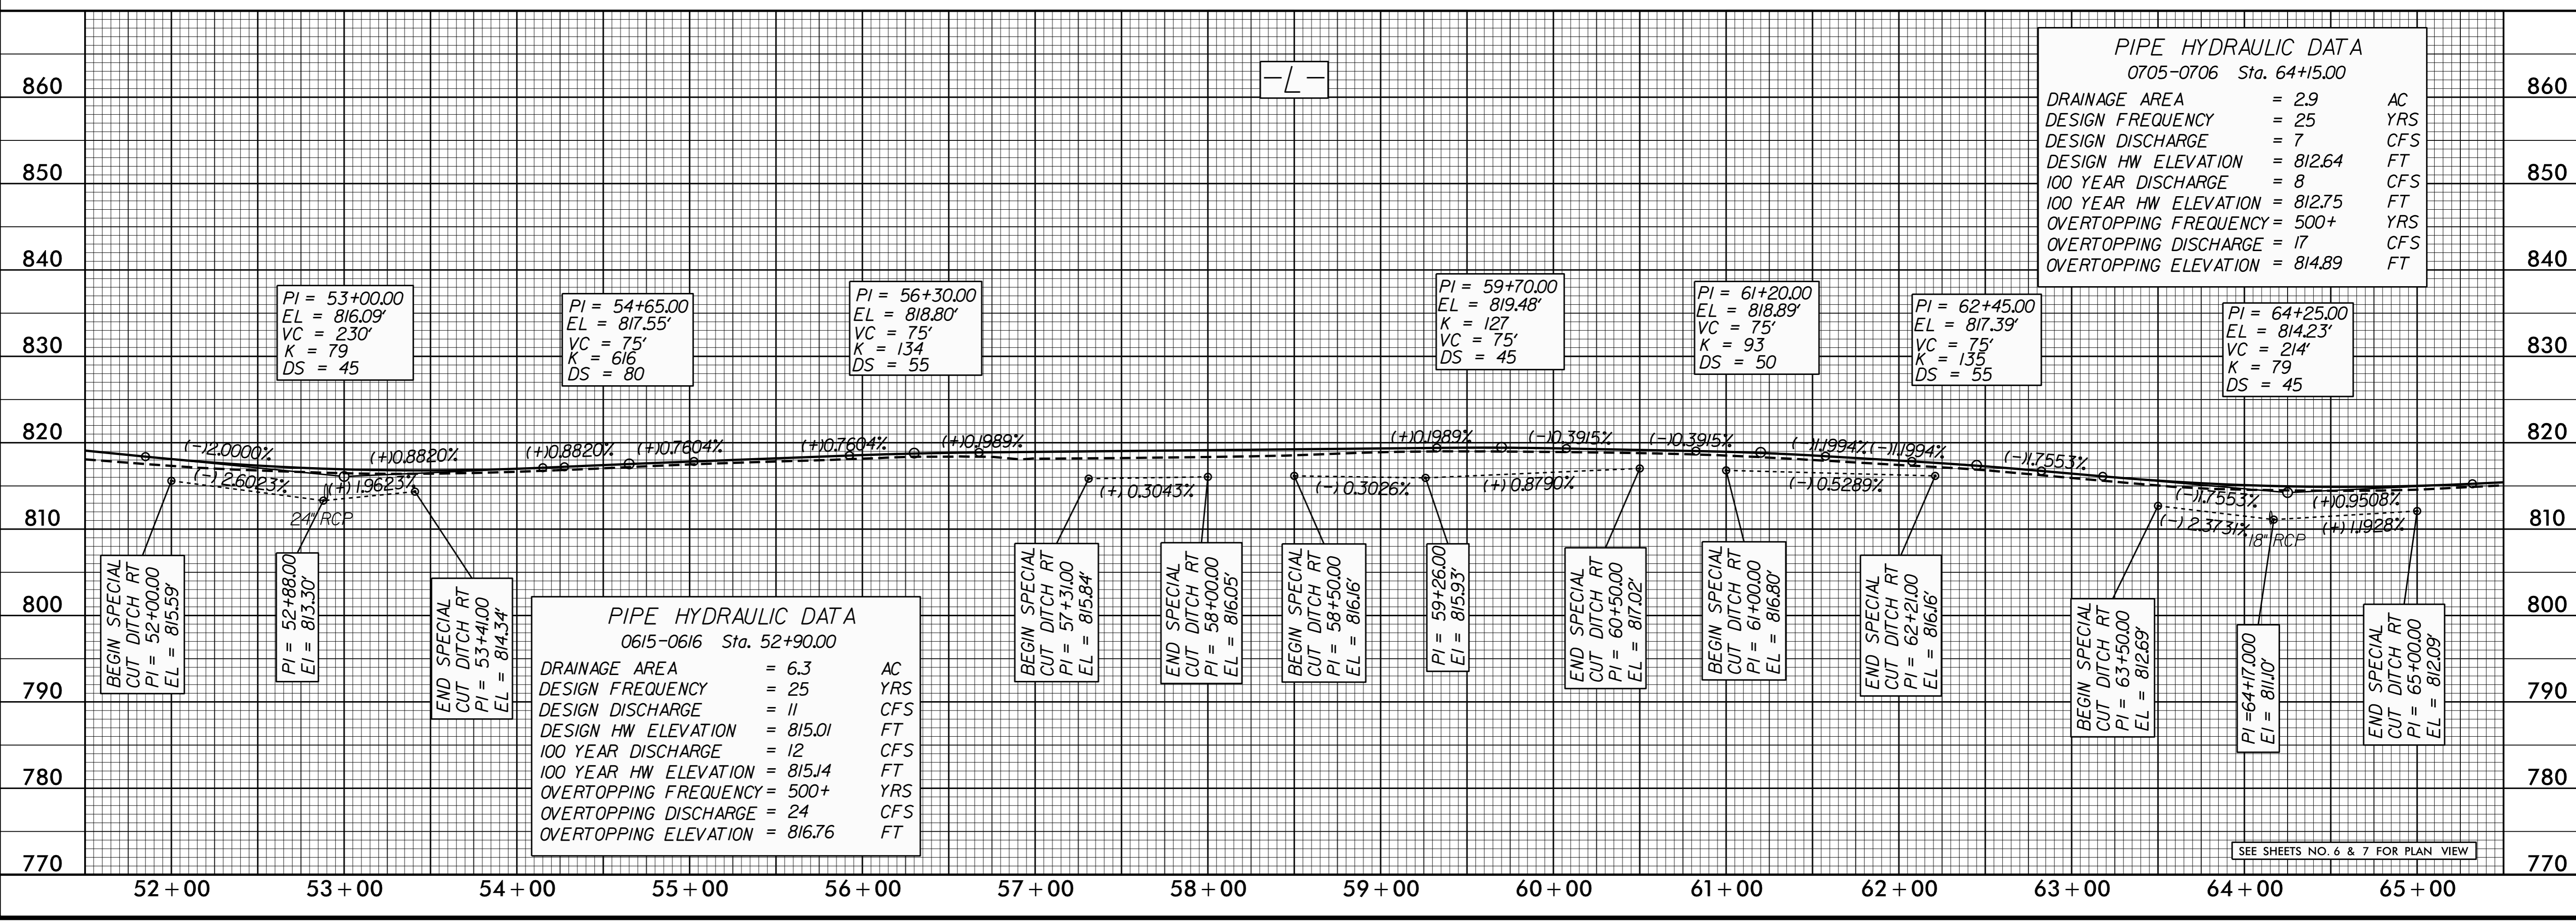 -L-
PIPE HYDRAULIC DATA
0705-0706 Sta. 64+15.00
DRAINAGE AREA = 2.9 AC
DESIGN FREQUENCY = 25 YRS
DESIGN DISCHARGE = 7 CFS
DESIGN HW ELEVATION = 812.64 FT
100 YEAR DISCHARGE = 8 CFS
100 YEAR HW ELEVATION = 812.75 FT
OVERTOPPING FREQUENCY = 500+ YRS
OVERTOPPING DISCHARGE = 17 CFS
OVERTOPPING ELEVATION = 814.89 FT
860
850
840
830
820
810
800
790
780
770
860
850
840
830
820
810
800
790
780
770
PI = 53+00.00
EL = 816.09'
VC = 230'
K = 79
DS = 45
PI = 54+65.00
EL = 817.55'
VC = 75'
K = 616
DS = 80
PI = 56+30.00
EL = 818.80'
VC = 75'
K = 134
DS = 55
PI = 59+70.00
EL = 819.48'
K = 127
VC = 75'
DS = 45
PI = 61+20.00
EL = 818.89'
VC = 75'
K = 93
DS = 50
PI = 62+45.00
EL = 817.39'
VC = 75'
K = 135
DS = 55
PI = 64+25.00
EL = 814.23'
VC = 214'
K = 79
DS = 45
(-)2.0000%
(+)0.8820%
(+)0.8820%
(+)0.7604%
(+)0.7604%
(+)0.1989%
(+)0.1989%
(-)0.3915%
(-)0.3915%
(-)1.1994%
(-)1.1994%
(-)1.7553%
(-)1.7553%
(+)0.9508%
(-) 2.6023%
(+) 1.9623%
24" RCP
(+) 0.3043%
(-) 0.3026%
(+) 0.8790%
(-) 0.5289%
(-) 2.3731%
18" RCP
(+) 1.1928%
BEGIN SPECIAL
CUT DITCH RT
PI = 52+00.00
EL = 815.59'
PI = 52+88.00
El = 813.30'
END SPECIAL
CUT DITCH RT
PI = 53+41.00
EL = 814.34'
BEGIN SPECIAL
CUT DITCH RT
PI = 57+31.00
EL = 815.84'
END SPECIAL
CUT DITCH RT
PI = 58+00.00
EL = 816.05'
BEGIN SPECIAL
CUT DITCH RT
PI = 58+50.00
EL = 816.16'
PI = 59+26.00
El = 815.93'
END SPECIAL
CUT DITCH RT
PI = 60+50.00
EL = 817.02'
BEGIN SPECIAL
CUT DITCH RT
PI = 61+00.00
EL = 816.80'
END SPECIAL
CUT DITCH RT
PI = 62+21.00
EL = 816.16'
BEGIN SPECIAL
CUT DITCH RT
PI = 63+50.00
EL = 812.69'
PI =64+17.000
El = 811.10'
END SPECIAL
CUT DITCH RT
PI = 65+00.00
EL = 812.09'
PIPE HYDRAULIC DATA
0615-0616 Sta. 52+90.00
DRAINAGE AREA = 6.3 AC
DESIGN FREQUENCY = 25 YRS
DESIGN DISCHARGE = 11 CFS
DESIGN HW ELEVATION = 815.01 FT
100 YEAR DISCHARGE = 12 CFS
100 YEAR HW ELEVATION = 815.14 FT
OVERTOPPING FREQUENCY = 500+ YRS
OVERTOPPING DISCHARGE = 24 CFS
OVERTOPPING ELEVATION = 816.76 FT
SEE SHEETS NO. 6 & 7 FOR PLAN VIEW
52+00 53+00 54+00 55+00 56+00 57+00 58+00 59+00 60+00 61+00 62+00 63+00 64+00 65+00